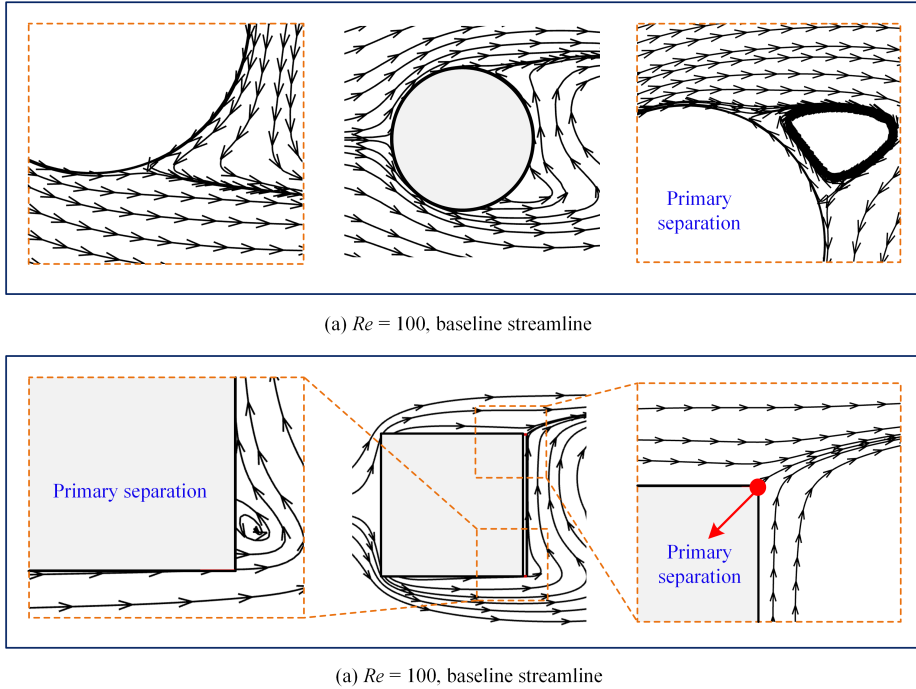 Primary
separation
(a) Re = 100, baseline streamline
Primary separation
Primary
separation
(a) Re = 100, baseline streamline